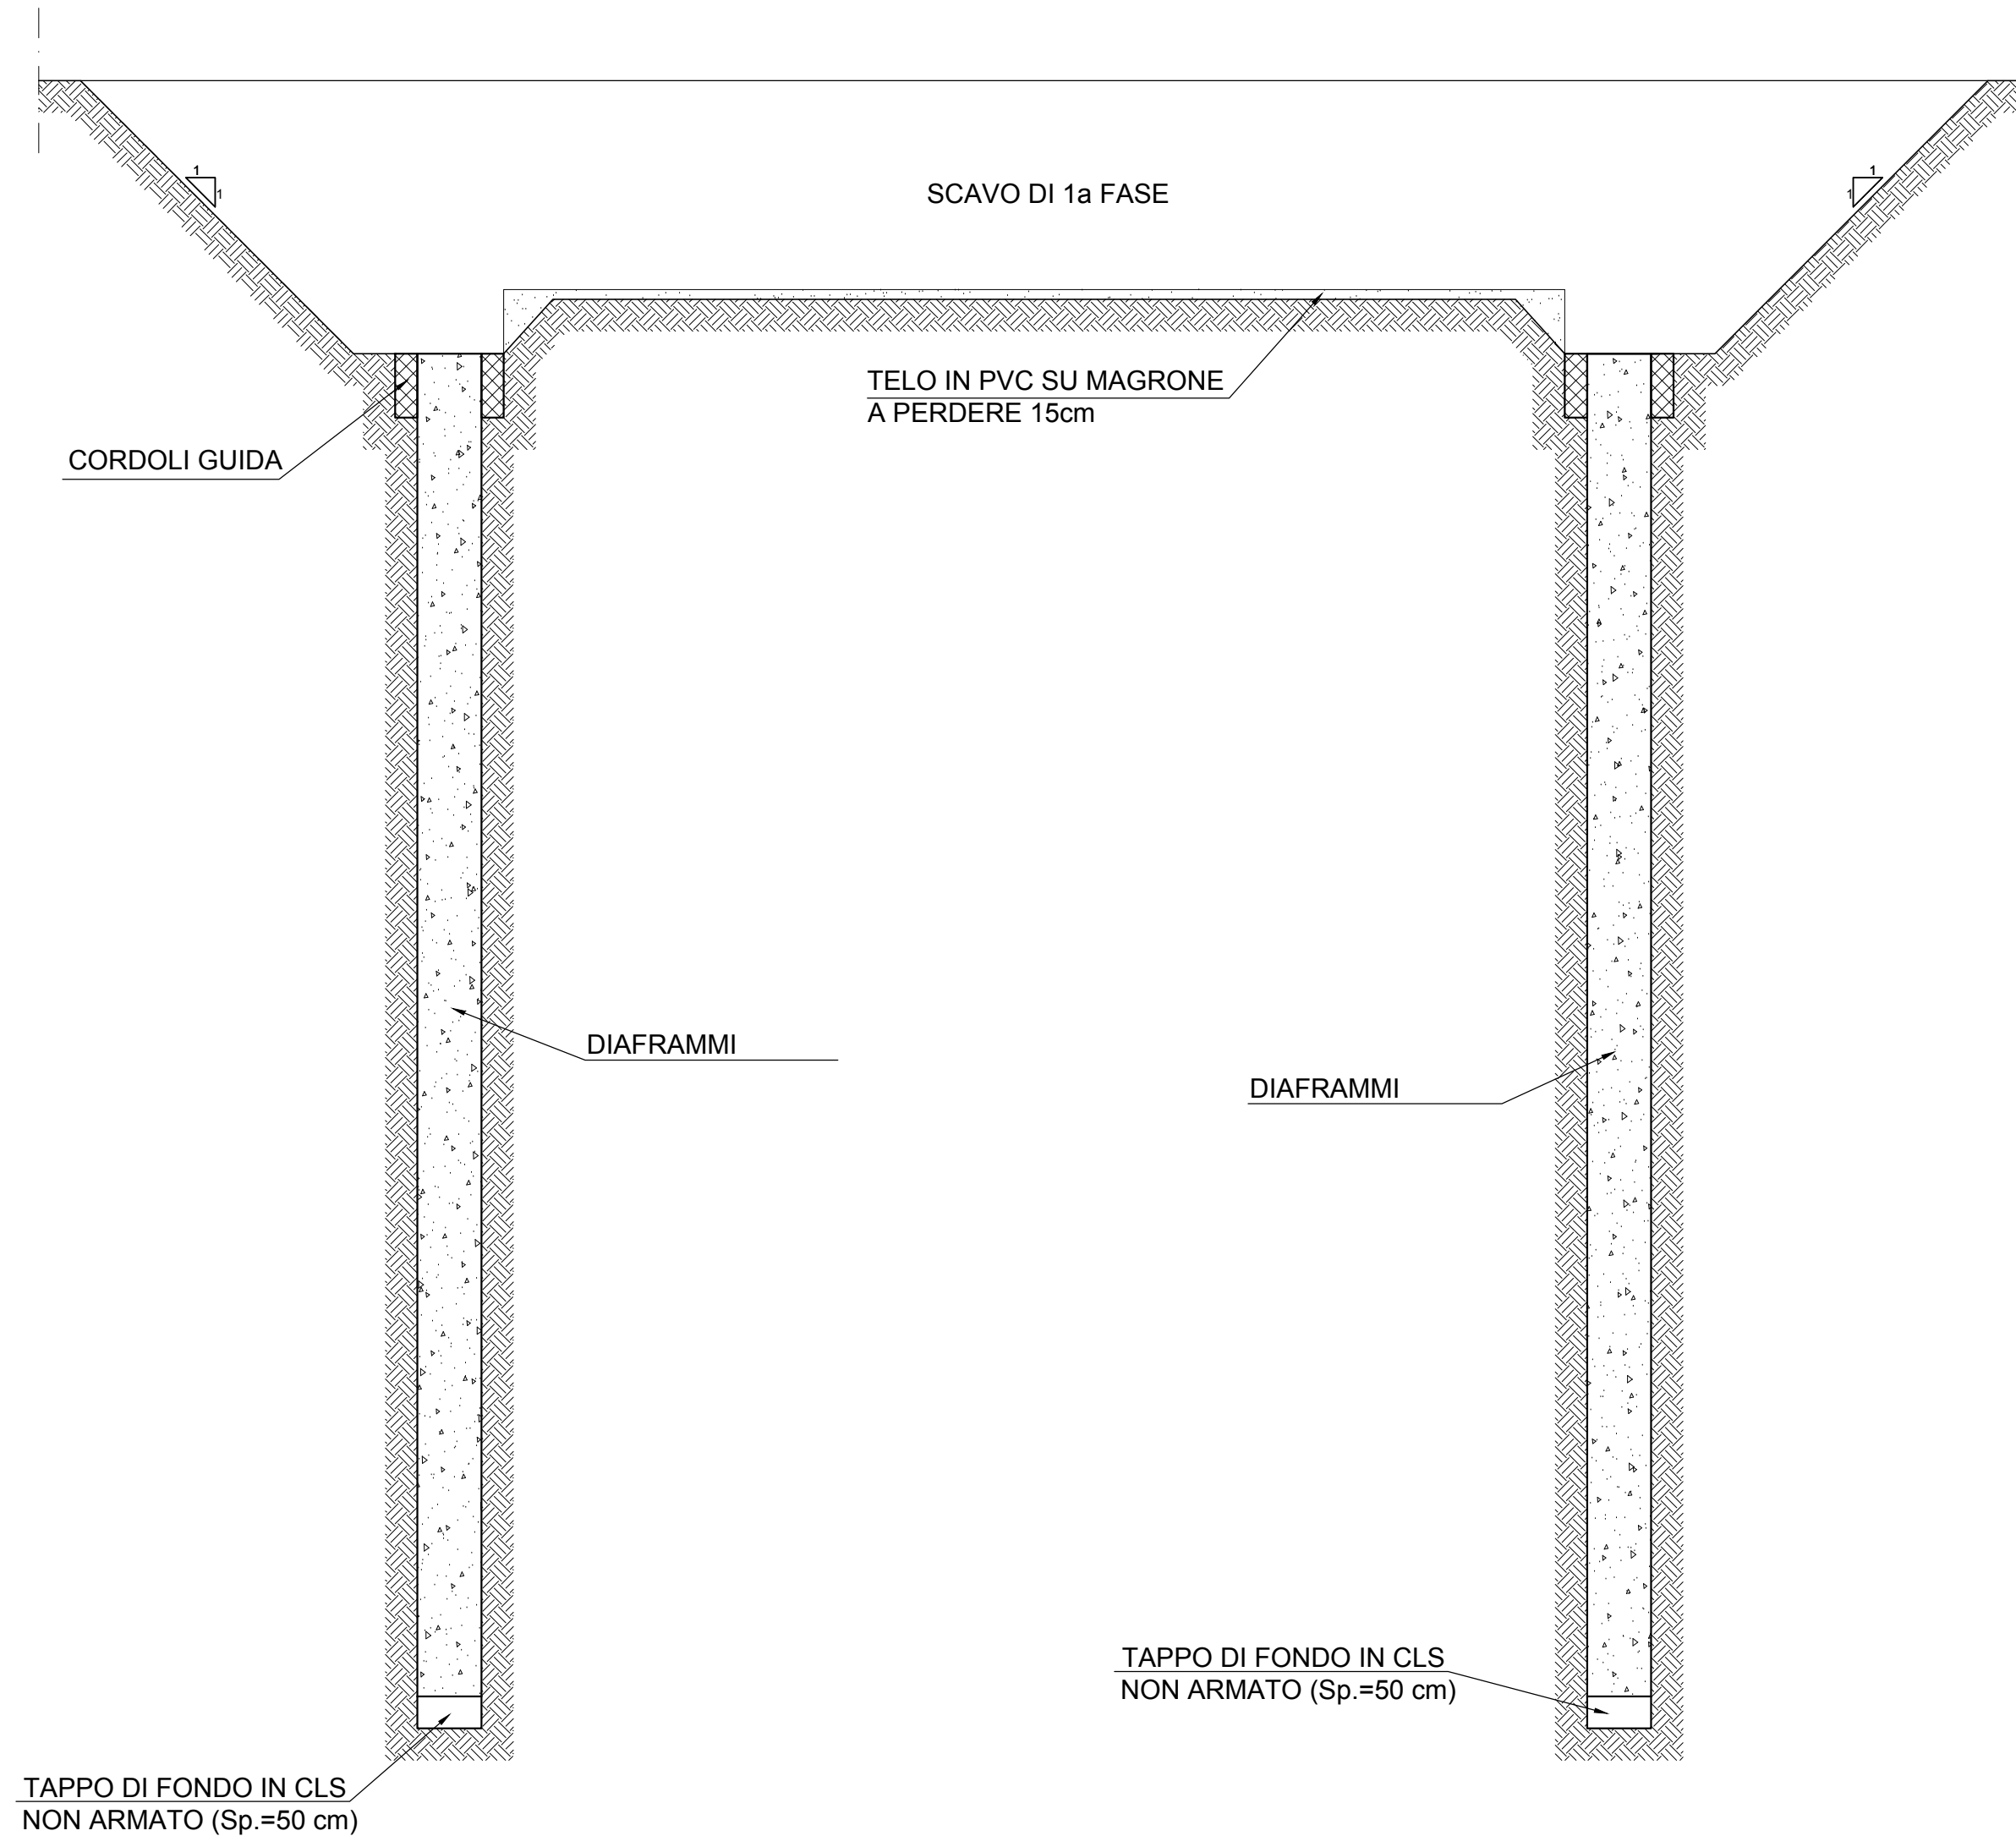 1
1
1
1
SCAVO DI 1a FASE
TELO IN PVC SU MAGRONE
A PERDERE 15cm
CORDOLI GUIDA
DIAFRAMMI
DIAFRAMMI
TAPPO DI FONDO IN CLS
NON ARMATO (Sp.=50 cm)
TAPPO DI FONDO IN CLS
NON ARMATO (Sp.=50 cm)